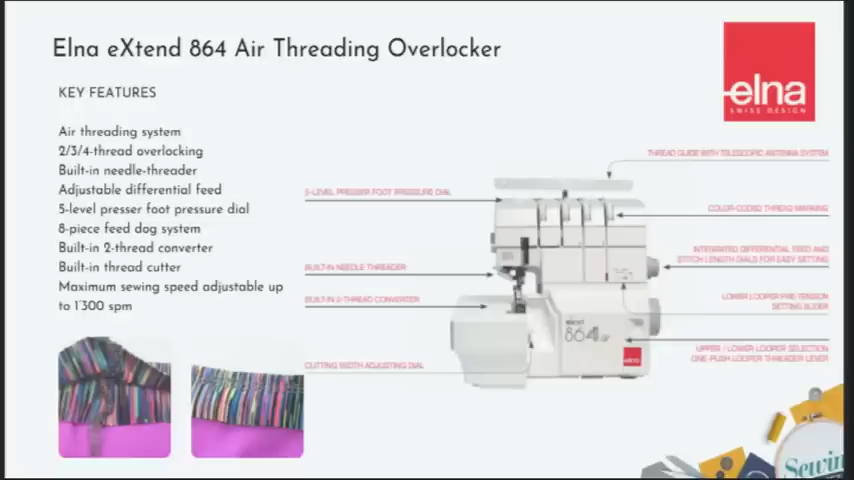 Elna eXtend 864 Air Threading Overlocker
elna
SWISS DESIGN
KEY FEATURES
Air threading system
2/3/4-thread overlocking
Built-in needle-threader
Adjustable differential feed
5-level presser foot pressure dial
8-piece feed dog system
Built-in 2-thread converter
Built-in thread cutter
Maximum sewing speed adjustable up
to 1'300 spm
5-LEVEL PRESSER FOOT PRESSURE DIAL
BUILT-IN NEEDLE THREADER
BUILT-IN 2-THREAD CONVERTER
CUTTING WIDTH ADJUSTING DIAL
THREAD GUIDE WITH TELESCOPIC ANTENNA SYSTEM
COLOR-CODED THREAD MARKING
INTEGRATED DIFFERENTIAL FEED AND
STITCH LENGTH DIALS FOR EASY SETTING
LOWER LOOPER PRE-TENSION
SETTING SLIDER
UPPER / LOWER LOOPER SELECTION
ONE-PUSH LOOPER THREADER LEVER
864 air
elna
Sewin